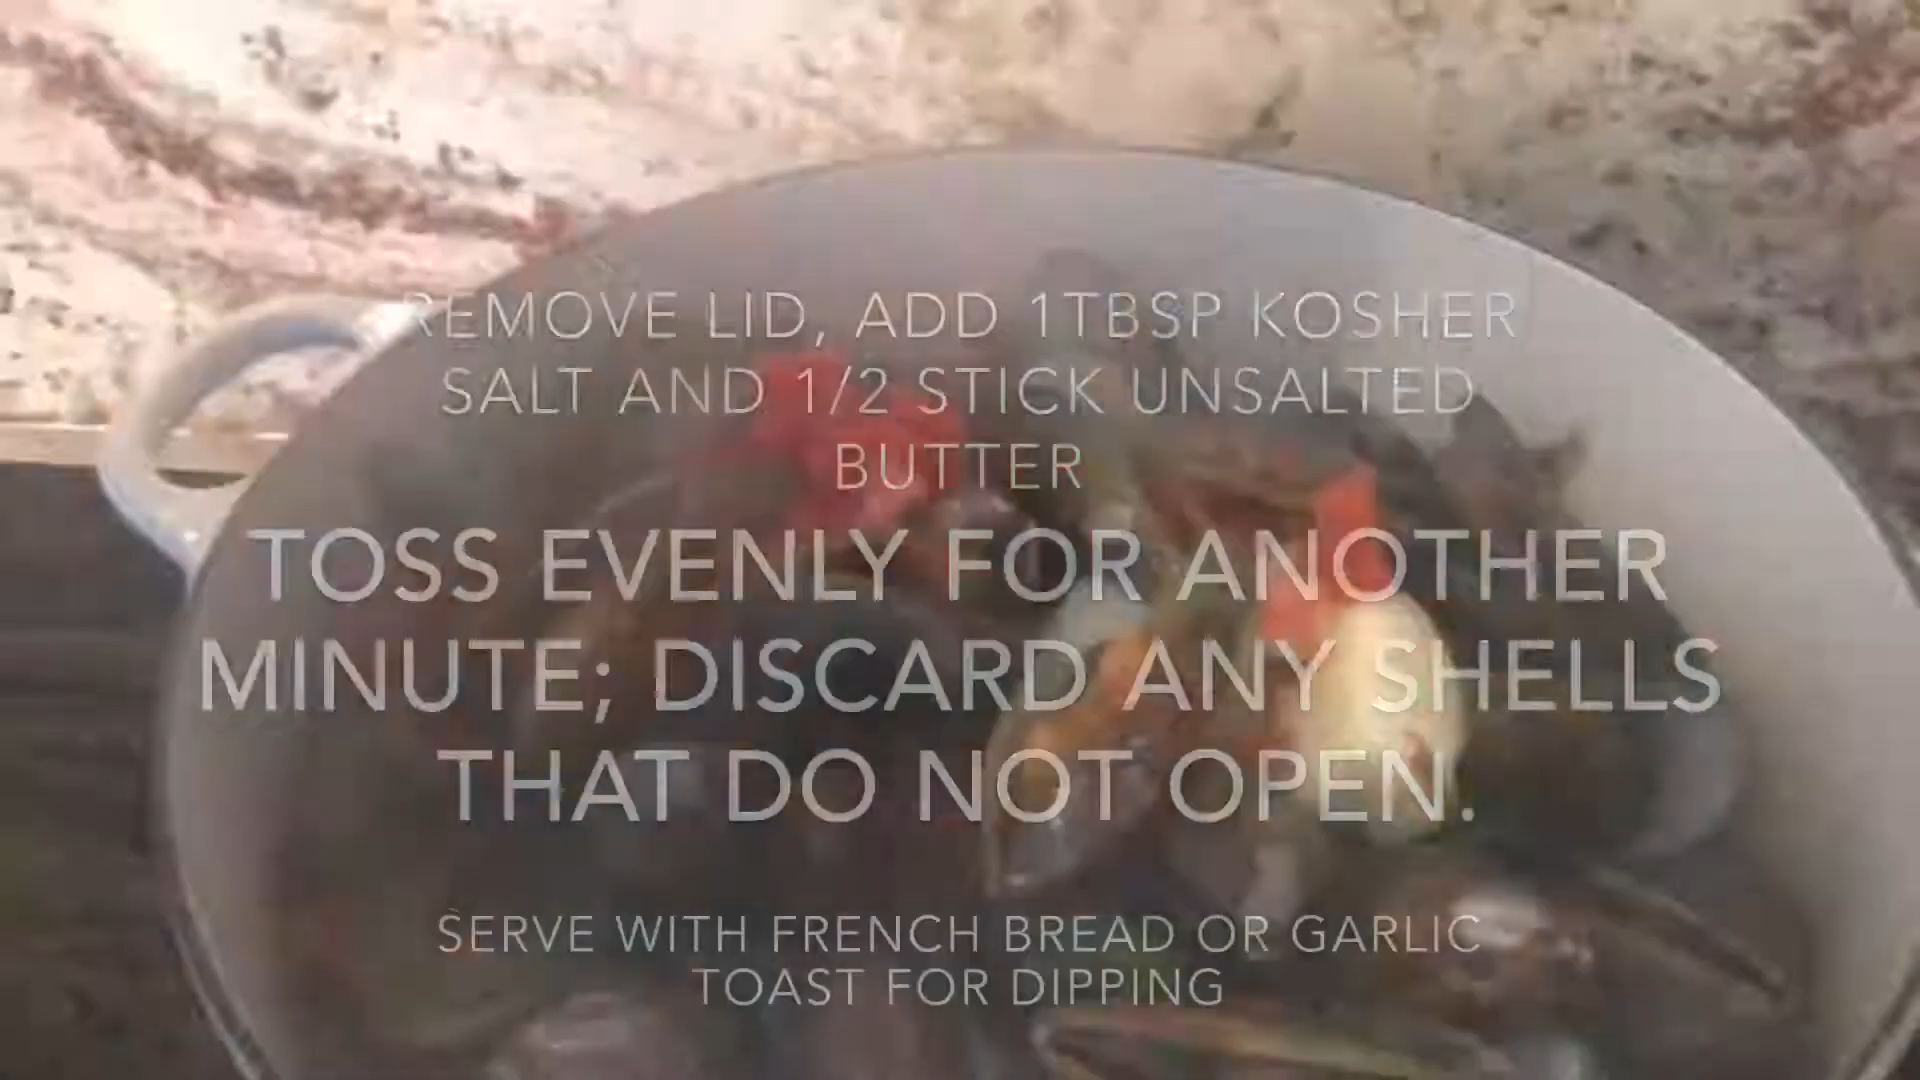 REMOVE LID, ADD 1TBSP KOSHER
SALT AND 1/2 STICK UNSALTED
BUTTER
TOSS EVENLY FOR ANOTHER
MINUTE; DISCARD ANY SHELLS
THAT DO NOT OPEN.
SERVE WITH FRENCH BREAD OR GARLIC
TOAST FOR DIPPING